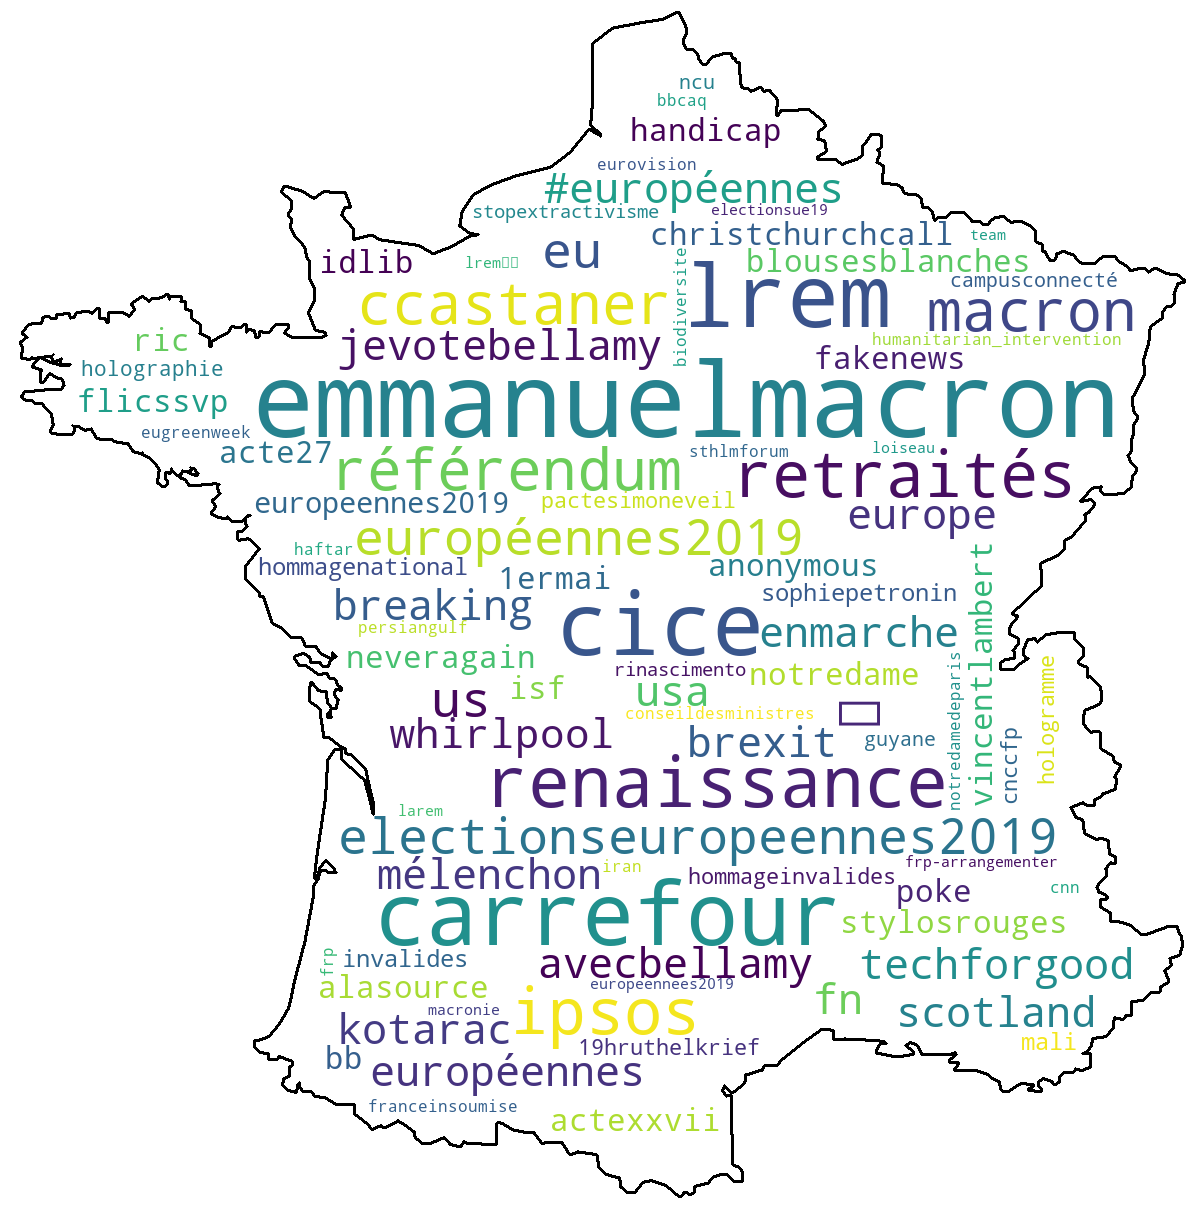 ncu
bbcaq
handicap
eurovision
#européennes
stopextractivisme
electionsue19
christchurchcall
team
idlib
lrem
eu
blousesblanches
biodiversite
campusconnecté
ccastaner
lrem
macron
ric
jevotebellamy
fakenews
humanitarian_intervention
holographie
flicssvp
emmanuelmacron
eugreenweek
acte27
référendum
sthlmforum
loiseau
retraités
europeennes2019
pactesimoneveil
europe
haftar
européennes2019
hommagenational
1ermai
anonymous
vincentlambert
breaking
cice
sophiepetronin
persiangulf
enmarche
neveragain
rinascimento
notredame
notredamedeparis
hologramme
us
isf
usa
conseildesministres
whirlpool
brexit
guyane
cnccfp
renaissance
larem
electionseuropeennes2019
mélenchon
iran
hommageinvalides
frp-arrangementer
poke
cnn
carrefour
stylosrouges
frp
invalides
avecbellamy
techforgood
alasource
europeennees2019
macronie
ipsos
fn
scotland
kotarac
19hruthelkrief
mali
bb
européennes
franceinsoumise
actexxvii